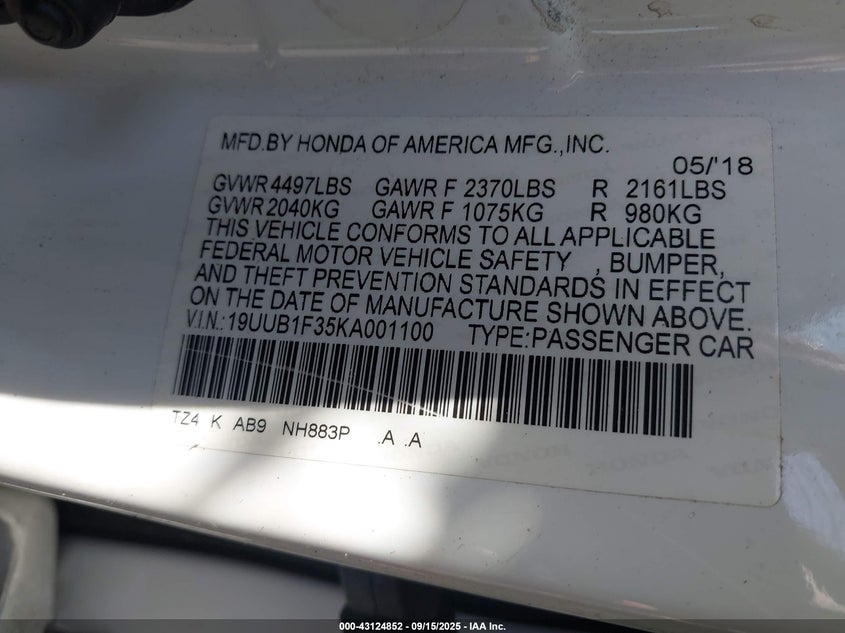 MFD.BY HONDA OF AMERICA MFG.,INC.
05/'18
GVWR 4497LBS GAWR F 2370LBS R 2161LBS
GVWR 2040KG GAWR F 1075KG R 980KG
THIS VEHICLE CONFORMS TO ALL APPLICABLE
FEDERAL MOTOR VEHICLE SAFETY , BUMPER,
AND THEFT PREVENTION STANDARDS IN EFFECT
ON THE DATE OF MANUFACTURE SHOWN ABOVE.
V.I.N.:19UUB1F35KA001100 TYPE:PASSENGER CAR
TZ4 K AB9 NH883P .A .A
HONDA
000-43124852 - 09/15/2025 - IAA Inc.